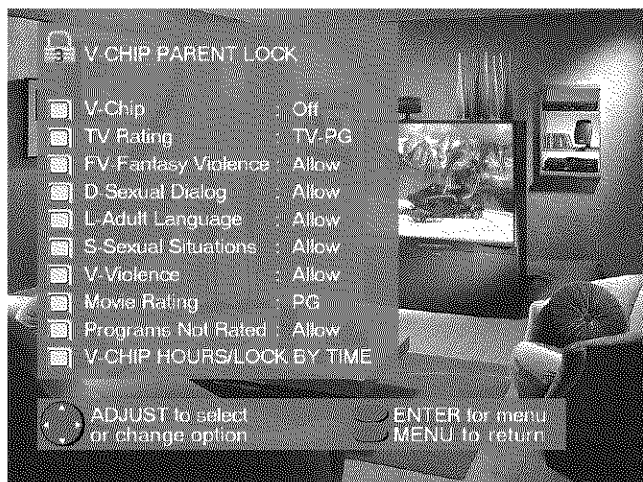 3 V-CHIP PARENT LOCK
V-Chip : Off
TV Rating : TV-PG
FV-Fantasy Violence : Allow
D-Sexual Dialog : Allow
L-Adult Language : Allow
S-Sexual Situations : Allow
V-Violence : Allow
Movie Rating : PG
Programs Not Rated : Allow
V-CHIP HOURS/LOCK BY TIME
ADJUST to select
or change option
ENTER for menu
MENU to return